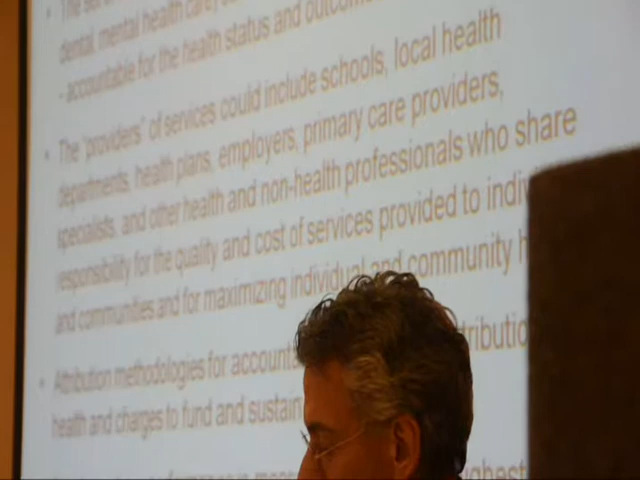 dental mental health care,
- accountable for the health status and outcome
• The "providers" of services could include schools, local health
departments, health plans, employers, primary care providers,
specialists, and other health and non-health professionals who share
responsibility for the quality and cost of services provided to indiv
and communities and for maximizing individual and community h
• Attribution methodologies for account tributio
health and charges to fund and sustain
ghest